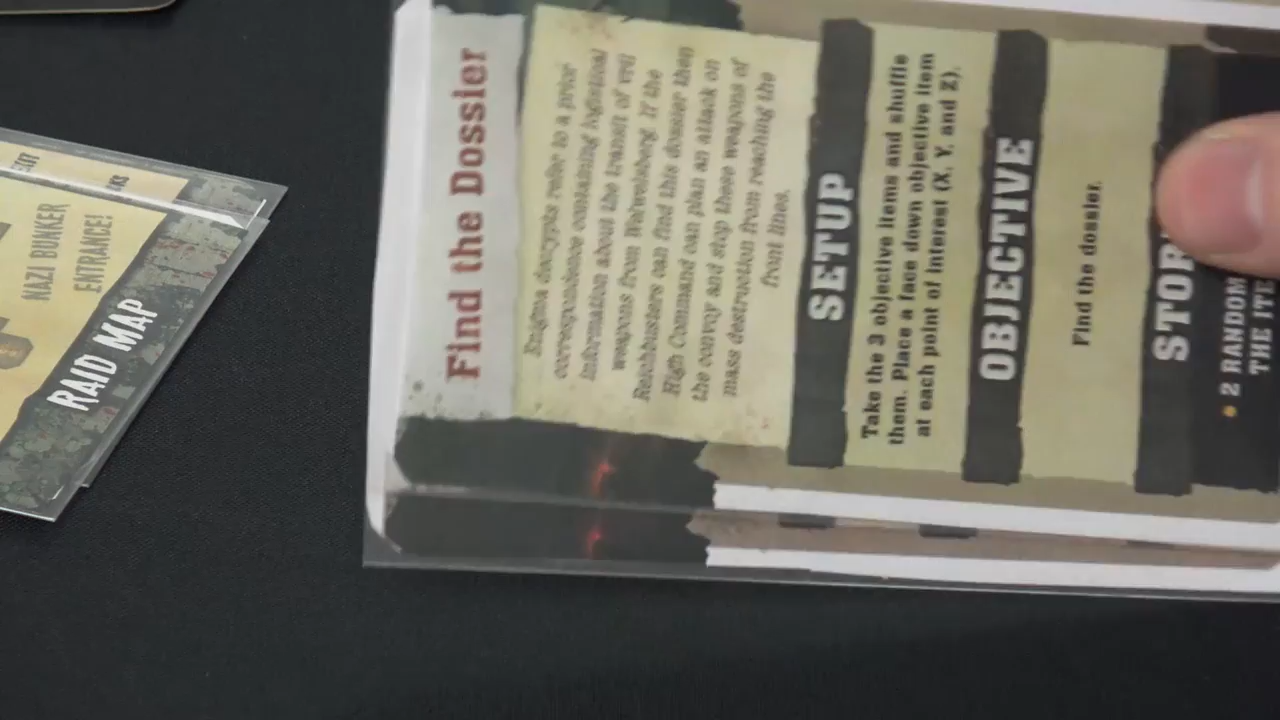 Find the Dossier
Enigma decrypts refer to a prior
correspondence containing logistical
information about the transit of evil
weapons from Welwelsberg. If the
Reichbusters can find this dossier then
High Command can plan an attack on
the convoy and stop these weapons of
mass destruction from reaching the
front lines.
SETUP
Take the 3 objective items and shuffle
them. Place a face down objective item
at each point of interest (X, Y, and Z).
OBJECTIVE
Find the dossier.
2 RANDOM
THE
NAZI BUNKER
ENTRANCE!
RAID MAP